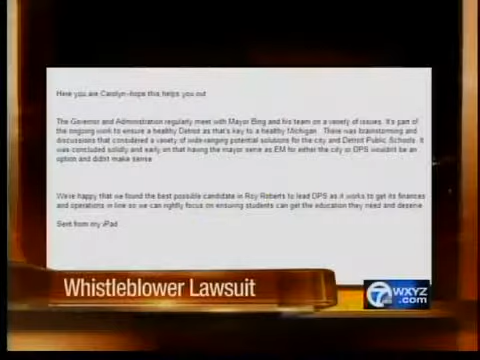 Here you are Carolyn--hope this helps you out
The Governor and Administration regularly meet with Mayor Bing and his team on a variety of issues. It's part of
the ongoing work to ensure a healthy Detroit as that's key to a healthy Michigan. There was brainstorming and
discussions that considered a variety of wide-ranging potential solutions for the city and Detroit Public Schools. It
was concluded solidly and early on that having the mayor serve as EM for either the city or DPS wouldn't be an
option and didn't make sense
We're happy that we found the best possible candidate in Roy Roberts to lead DPS as it works to get its finances
and operations in line so we can rightly focus on ensuring students can get the education they need and deserve
Sent from my iPad
Whistleblower Lawsuit
7 WXYZ
.com